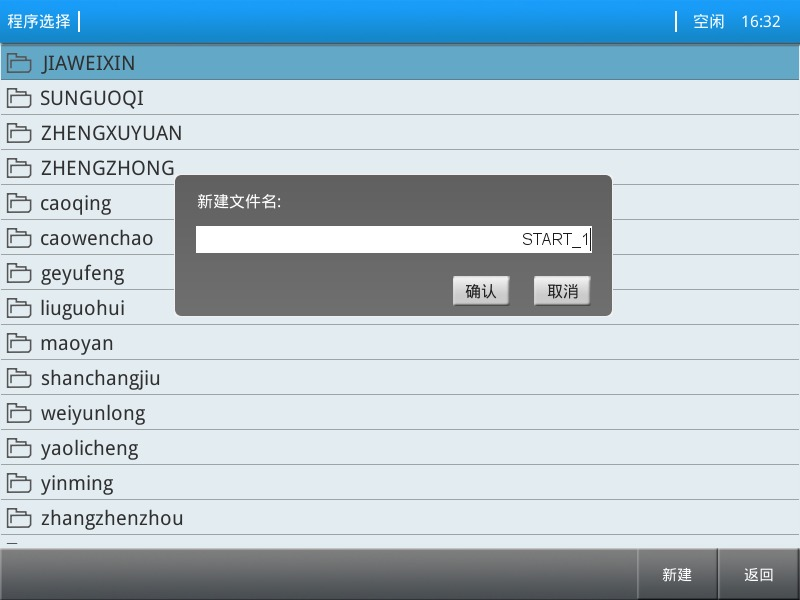 程序选择
空闲 16:32
JIAWEIXIN
SUNGUOQI
ZHENGXUYUAN
ZHENGZHONG
caoqing
caowenchao
geyufeng
liuguohui
maoyan
shanchangjiu
weiyunlong
yaolicheng
yinming
zhangzhenzhou
新建文件名:
START_1
确认 取消
新建 返回